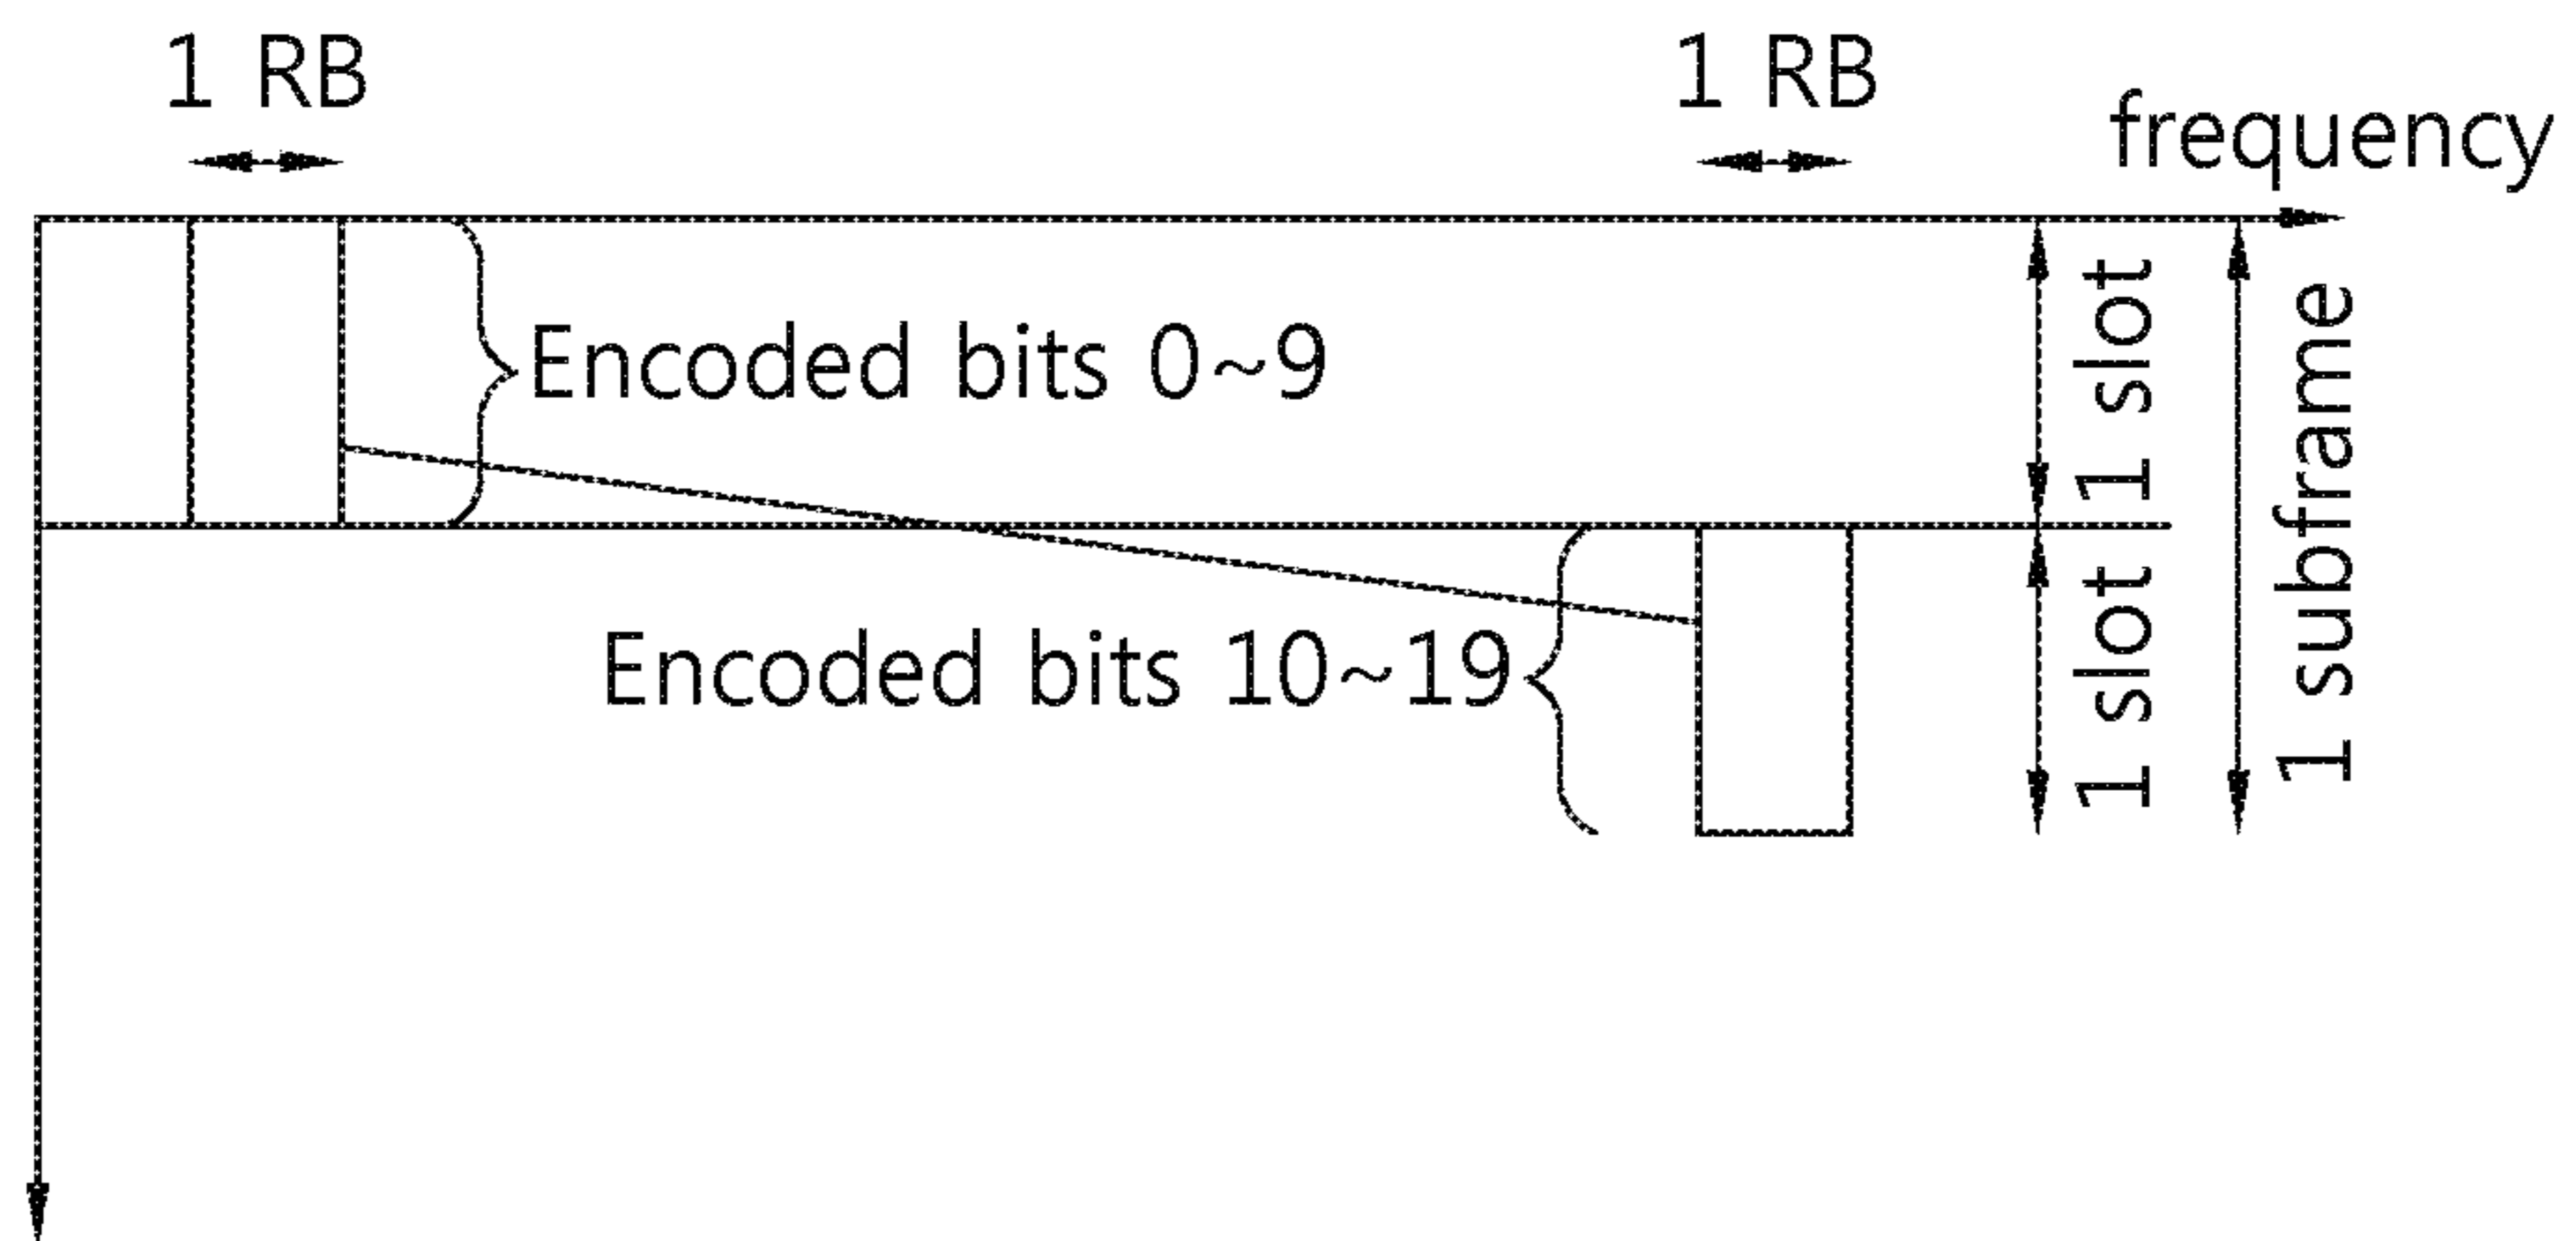 1 RB
1 RB
frequency
Encoded bits 0~9
1 slot
1 subframe
Encoded bits 10~19
1 slot